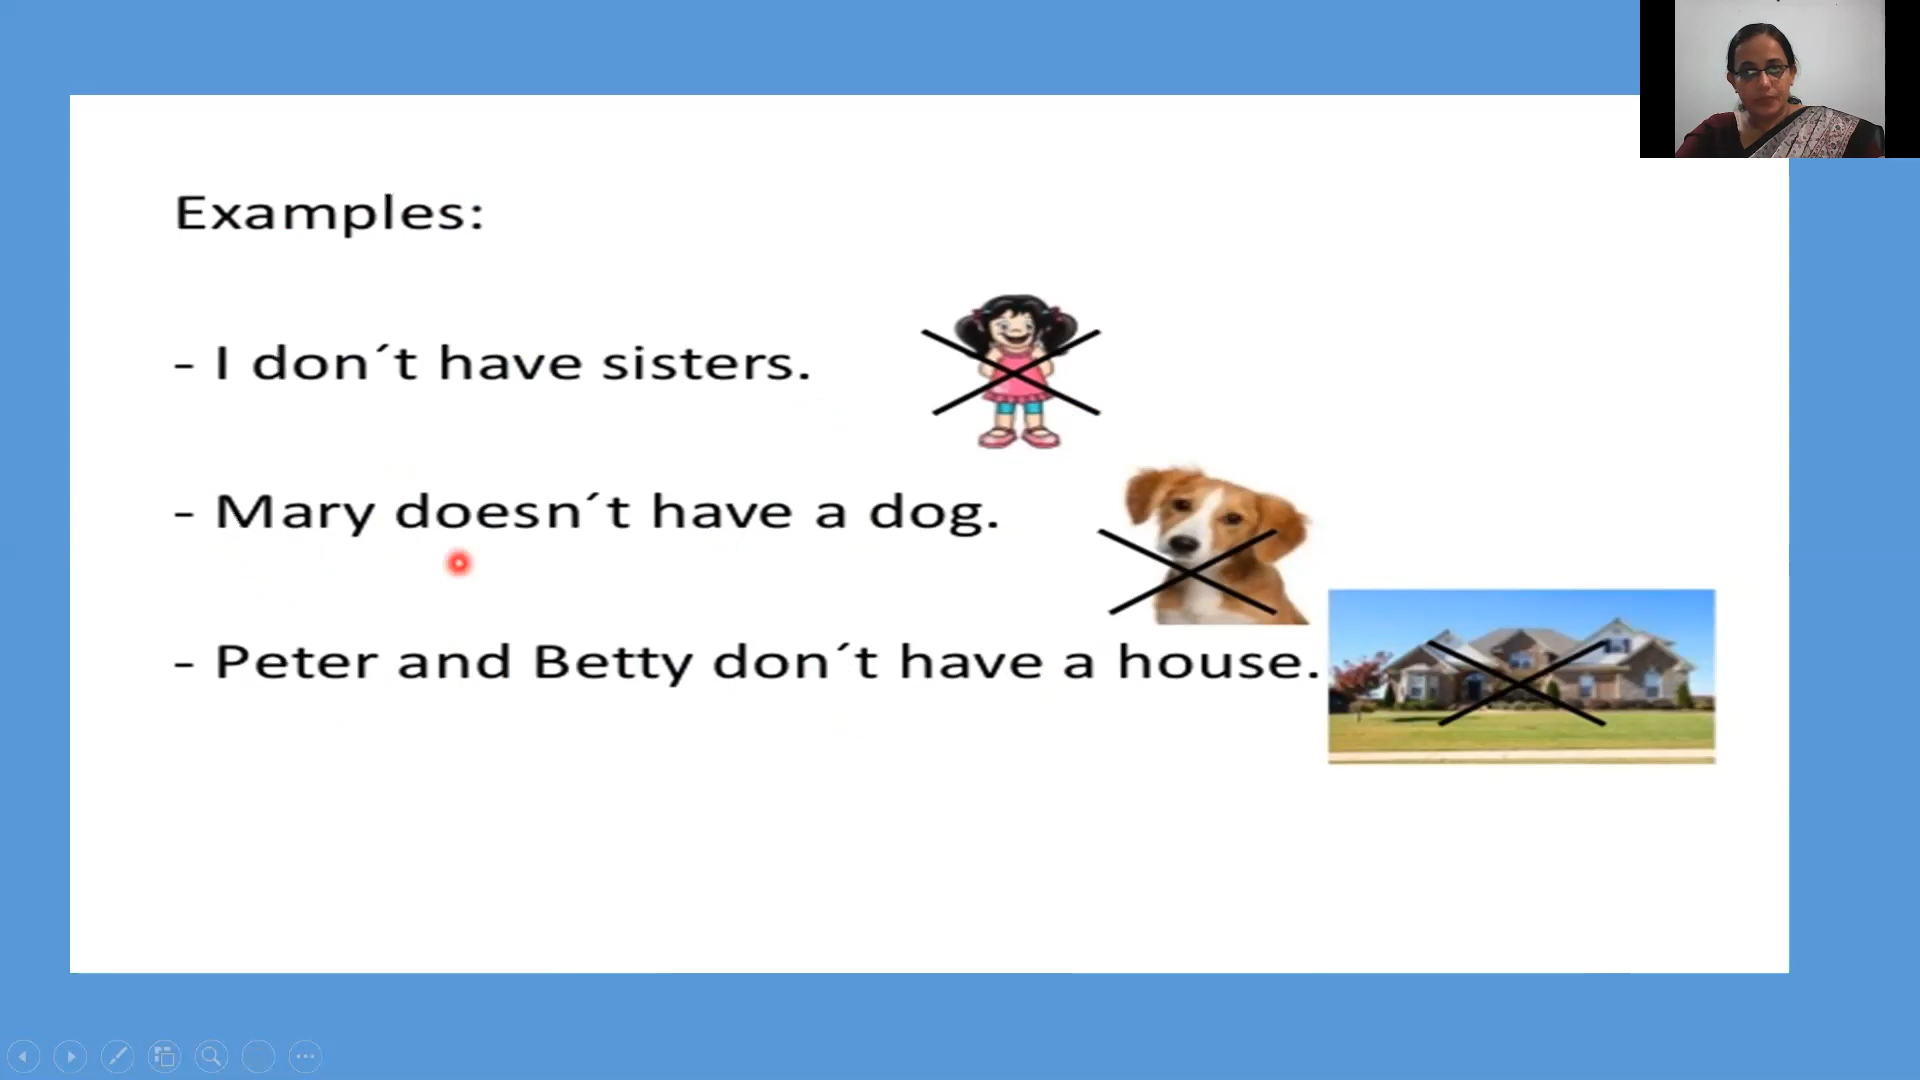 Examples:
- I don´t have sisters.
- Mary doesn´t have a dog.
- Peter and Betty don´t have a house.